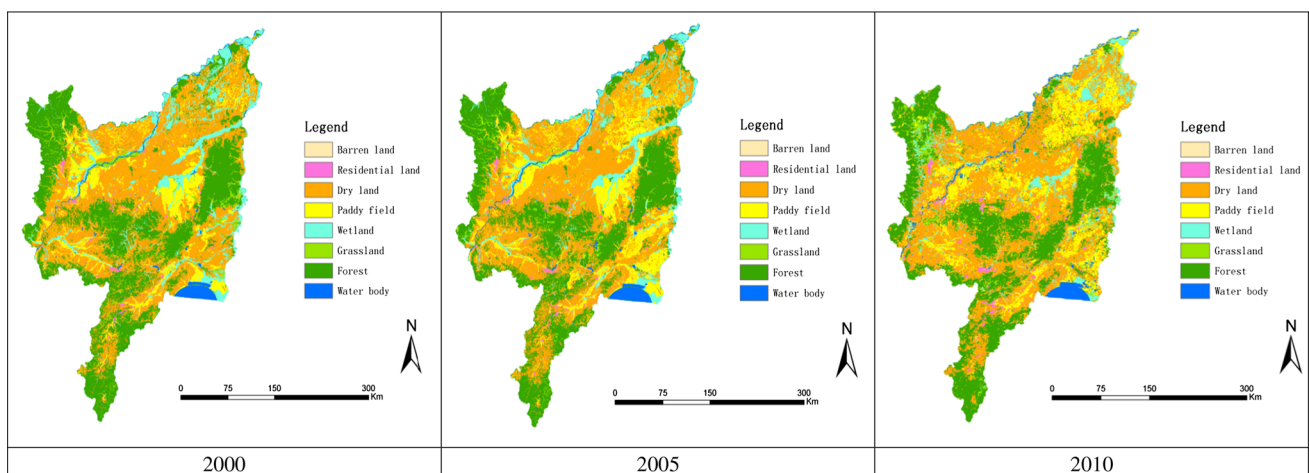 Legend
Barren land
Residential land
Dry land
Paddy field
Wetland
Grassland
Forest
Water body
N
0 75 150 300
Km
2000
Legend
Barren land
Residential land
Dry land
Paddy field
Wetland
Grassland
Forest
Water body
N
0 75 150 300
Km
2005
Legend
Barren land
Residential land
Dry land
Paddy field
Wetland
Grassland
Forest
Water body
N
0 75 150 300
Km
2010